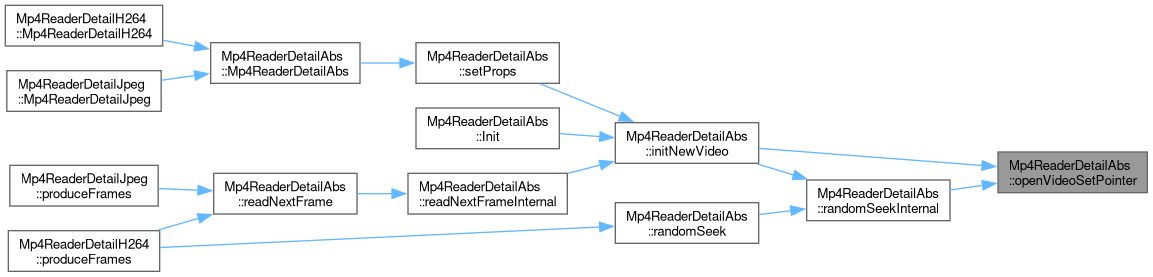 Mp4ReaderDetailH264
::Mp4ReaderDetailH264
Mp4ReaderDetailJpeg
::Mp4ReaderDetailJpeg
Mp4ReaderDetailAbs
::Mp4ReaderDetailAbs
Mp4ReaderDetailAbs
::setProps
Mp4ReaderDetailAbs
::Init
Mp4ReaderDetailAbs
::initNewVideo
Mp4ReaderDetailAbs
::openVideoSetPointer
Mp4ReaderDetailJpeg
::produceFrames
Mp4ReaderDetailAbs
::readNextFrame
Mp4ReaderDetailAbs
::readNextFrameInternal
Mp4ReaderDetailAbs
::randomSeekInternal
Mp4ReaderDetailH264
::produceFrames
Mp4ReaderDetailAbs
::randomSeek